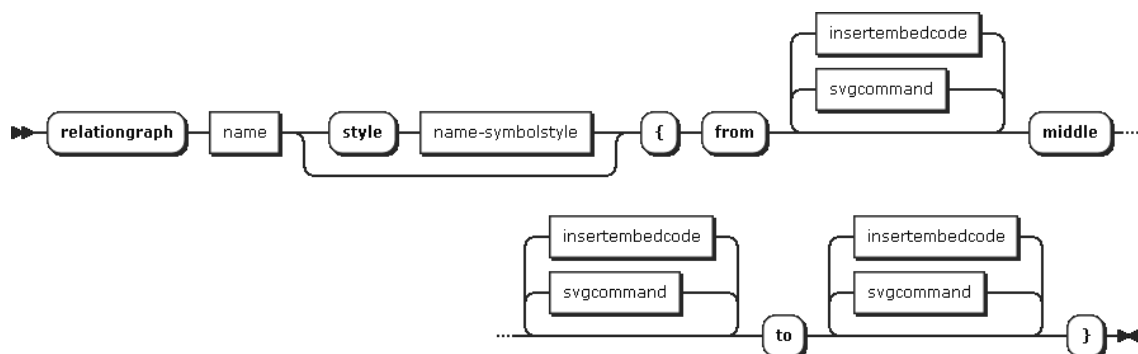 insertembedcode
svgcommand
relationgraph name style name-symbolstyle { from middle
insertembedcode insertembedcode
svgcommand svgcommand
to }